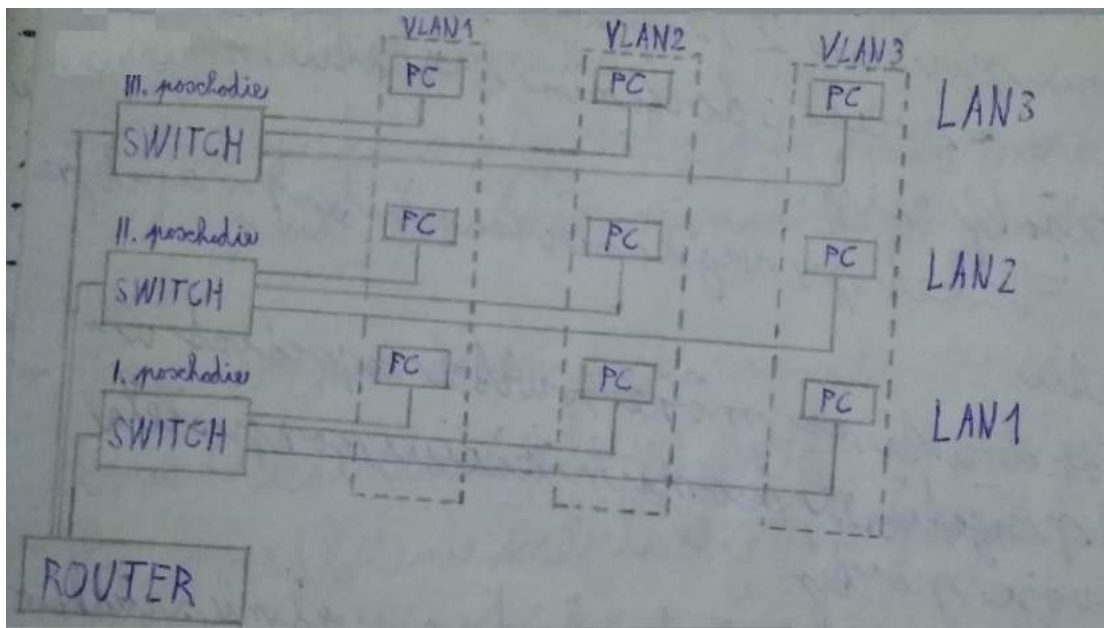 VLAN1 VLAN2 VLAN3
PC PC PC LAN3
III. poschodie
SWITCH
PC PC PC LAN2
II. poschodie
SWITCH
PC PC PC LAN1
I. poschodie
SWITCH
ROUTER